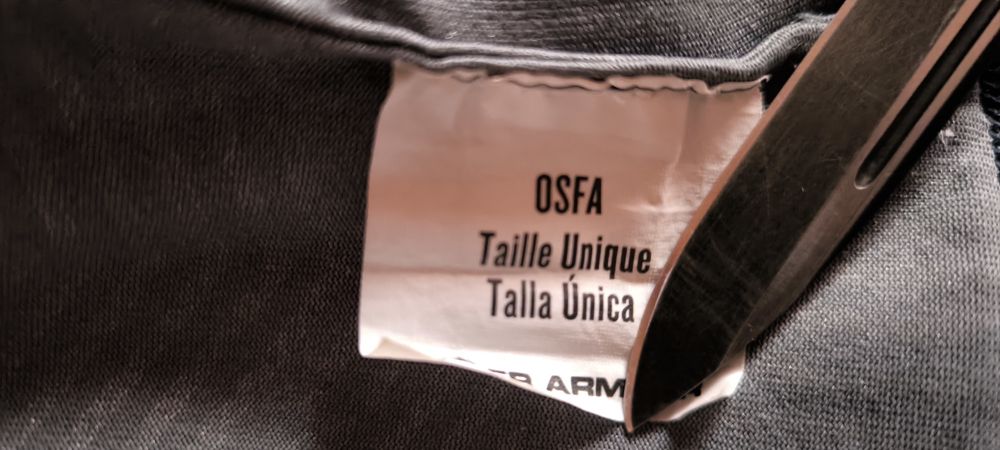 OSFA
Taille Unique
Talla Única